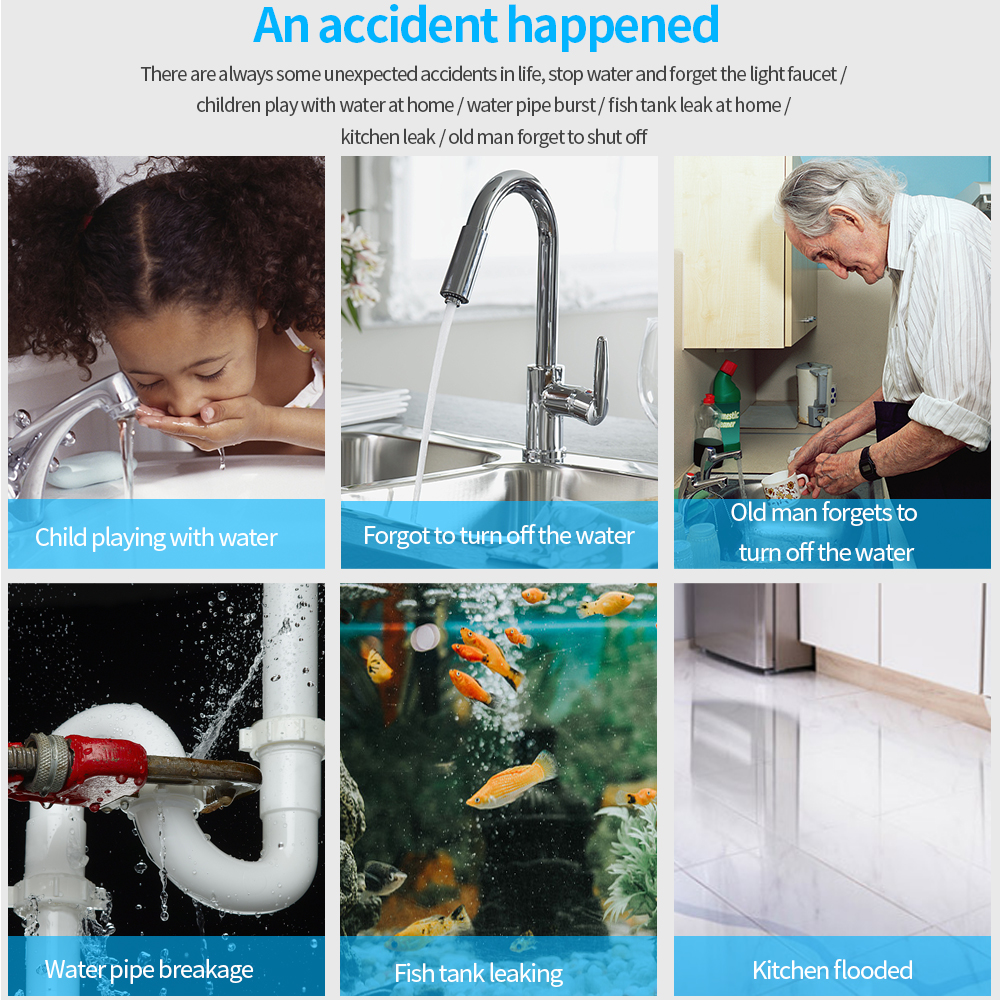 An accident happened
There are always some unexpected accidents in life, stop water and forget the light faucet /
children play with water at home / water pipe burst / fish tank leak at home /
kitchen leak / old man forget to shut off
Child playing with water
Forgot to turn off the water
Old man forgets to
turn off the water
Water pipe breakage
Fish tank leaking
Kitchen flooded